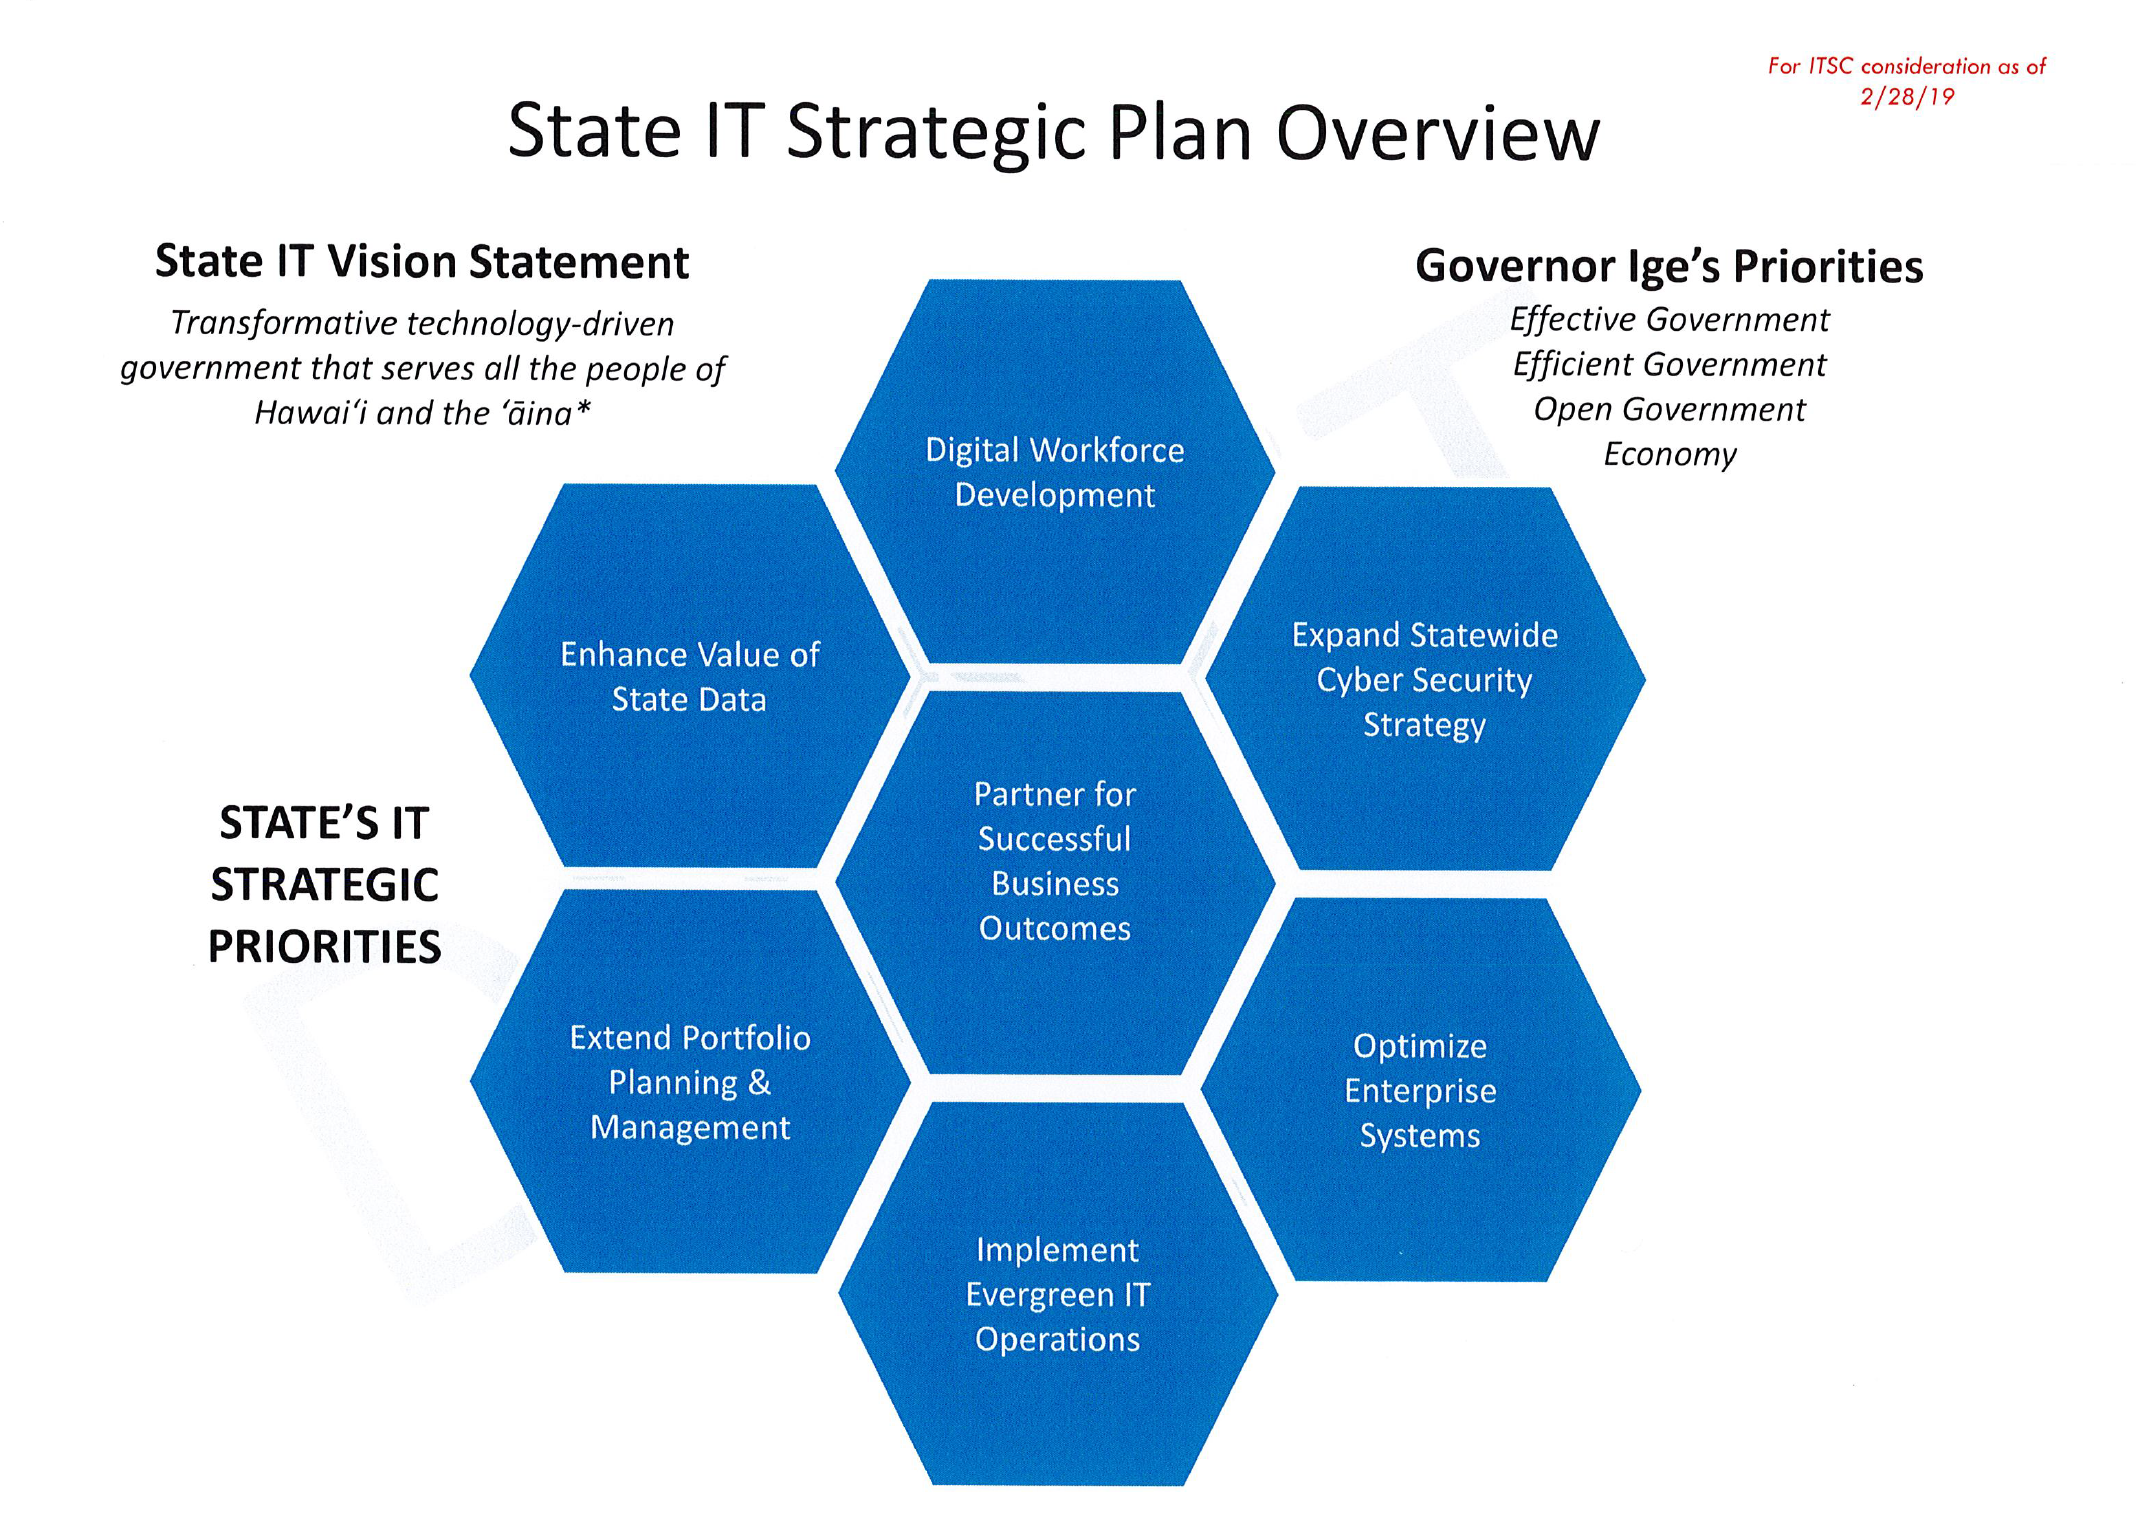 For ITSC consideration as of
2/28/19
State IT Strategic Plan Overview
State IT Vision Statement
Transformative technology-driven
government that serves all the people of
Hawai‘i and the ‘āina*
Governor Ige’s Priorities
Effective Government
Efficient Government
Open Government
Economy
Digital Workforce
Development
Enhance Value of
State Data
Expand Statewide
Cyber Security
Strategy
Partner for
Successful
Business
Outcomes
STATE’S IT
STRATEGIC
PRIORITIES
Extend Portfolio
Planning &
Management
Optimize
Enterprise
Systems
Implement
Evergreen IT
Operations